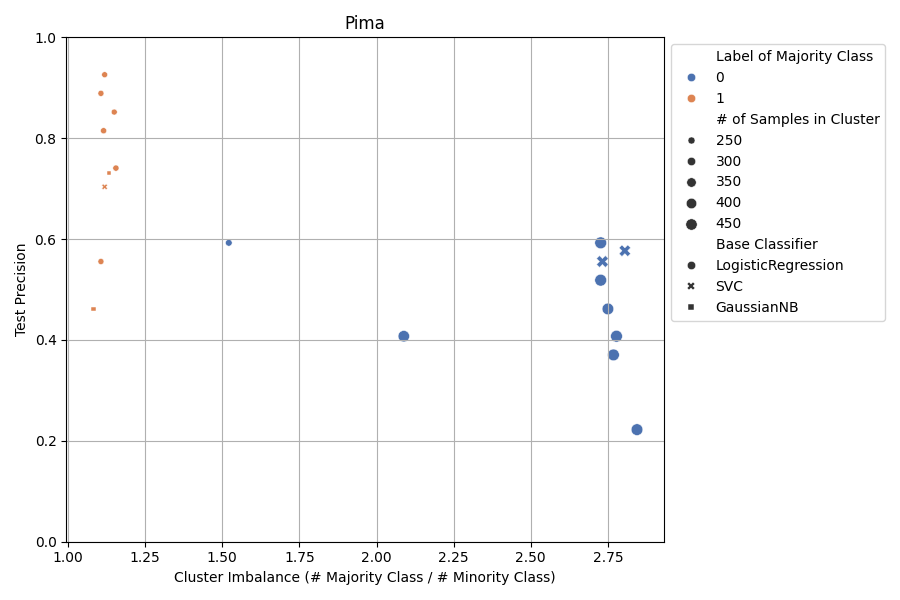 Pima
1.0
0.8
0.6
0.4
0.2
0.0
Test Precision
1.00
1.25
1.50
1.75
2.00
2.25
2.50
2.75
Cluster Imbalance (# Majority Class / # Minority Class)
Label of Majority Class
0
1
# of Samples in Cluster
250
300
350
400
450
Base Classifier
LogisticRegression
SVC
GaussianNB